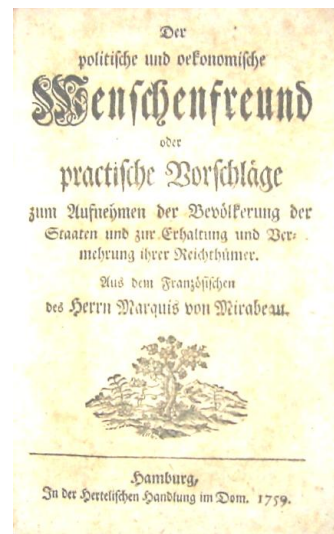 Der
politische und oekonomische
Menschenfreund
oder
practische Vorschläge
zum Aufnehmen der Bevölkerung der
Staaten und zur Erhaltung und Ver-
mehrung ihrer Reichthümer.
Aus dem Französischen
des Herrn Marquis von Mirabeau.
Hamburg,
In der Hertelischen Handlung im Dom. 1759.